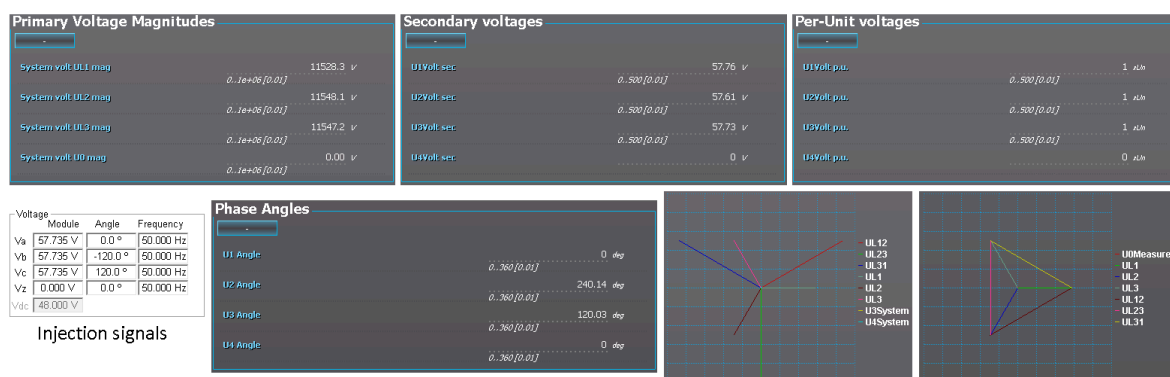 Primary Voltage Magnitudes
-
System volt UL1 mag 11528.3 V
0..1e+06 [0.01]
System volt UL2 mag 11548.1 V
0..1e+06 [0.01]
System volt UL3 mag 11547.2 V
0..1e+06 [0.01]
System volt U0 mag 0.00 V
0..1e+06 [0.01]
Secondary voltages
-
U1Volt sec 57.76 V
0..500 [0.01]
U2Volt sec 57.61 V
0..500 [0.01]
U3Volt sec 57.73 V
0..500 [0.01]
U4Volt sec 0 V
0..500 [0.01]
Per-Unit voltages
-
U1Volt p.u. 1 xUn
0..500 [0.01]
U2Volt p.u. 1 xUn
0..500 [0.01]
U3Volt p.u. 1 xUn
0..500 [0.01]
U4Volt p.u. 0 xUn
Voltage
Module Angle Frequency
Va 57.735 V 0.0 º 50.000 Hz
Vb 57.735 V -120.0 º 50.000 Hz
Vc 57.735 V 120.0 º 50.000 Hz
Vz 0.000 V 0.0 º 50.000 Hz
Vdc 48.000 V
Injection signals
Phase Angles
-
U1 Angle 0 deg
0..360 [0.01]
U2 Angle 240.14 deg
0..360 [0.01]
U3 Angle 120.03 deg
0..360 [0.01]
U4 Angle 0 deg
0..360 [0.01]
UL12
UL23
UL31
UL1
UL2
UL3
U3System
U4System
U0Measure
UL1
UL2
UL3
UL12
UL23
UL31